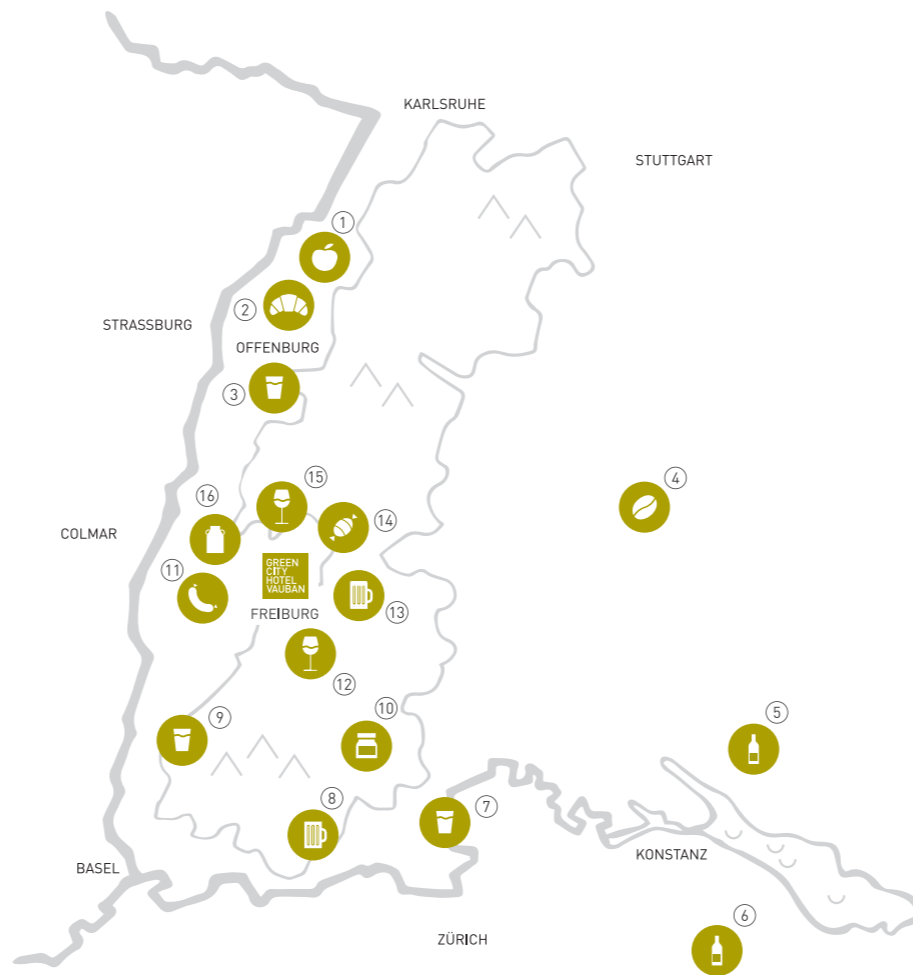 KARLSRUHE
STUTTGART
1
2
STRASSBURG
OFFENBURG
3
15
4
16
14
COLMAR
GREEN
CITY
HOTEL
VAUBAN
11
13
FREIBURG
12
10
9
5
8
7
KONSTANZ
BASEL
6
ZÜRICH